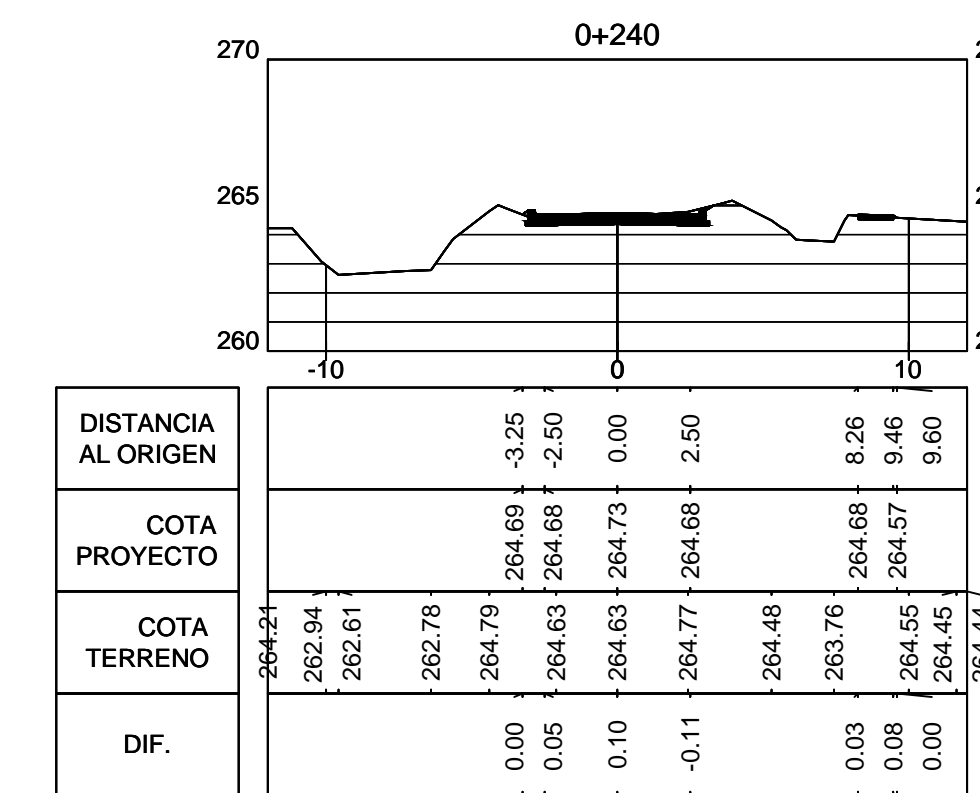 0+240
270
265
260
-10 0 10
DISTANCIA
AL ORIGEN
-3.25 -2.50 0.00 2.50 8.26 9.46 9.60
COTA
PROYECTO
264.69 264.68 264.73 264.68 264.68 264.57
COTA
TERRENO
264.21 262.94 262.61 262.78 264.79 264.63 264.63 264.77 264.48 263.76 264.55 264.45 264.44
DIF.
0.00 0.05 0.10 -0.11 0.03 0.08 0.00